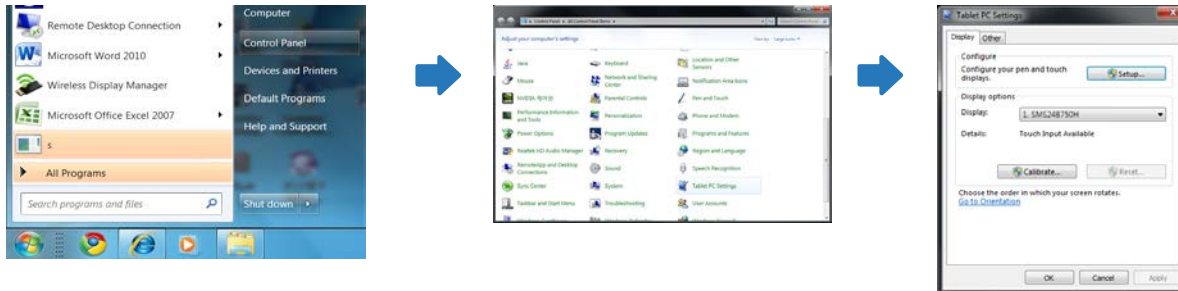 Remote Desktop Connection
Microsoft Word 2010
Wireless Display Manager
Microsoft Office Excel 2007
s
All Programs
Search programs and files
Computer
Control Panel
Devices and Printers
Default Programs
Help and Support
Shut down
Control Panel
All Control Panel Items
Adjust your computer's settings
Java
Keyboard
Location and Other Sensors
Mouse
Network and Sharing Center
Notification Area Icons
Parental Controls
Pen and Touch
Performance Information and Tools
Personalization
Phone and Modem
Power Options
Program Updates
Programs and Features
Realtek HD Audio Manager
Recovery
Region and Language
RemoteApp and Desktop Connections
Sound
Speech Recognition
Sync Center
System
Tablet PC Settings
Taskbar and Start Menu
Troubleshooting
User Accounts
Tablet PC Settings
Display
Other
Configure
Configure your pen and touch
displays.
Setup...
Display options
Display:
1. SMS24B750H
Details:
Touch Input Available
Calibrate...
Reset...
Choose the order in which your screen rotates.
Go to Orientation
OK
Cancel
Apply